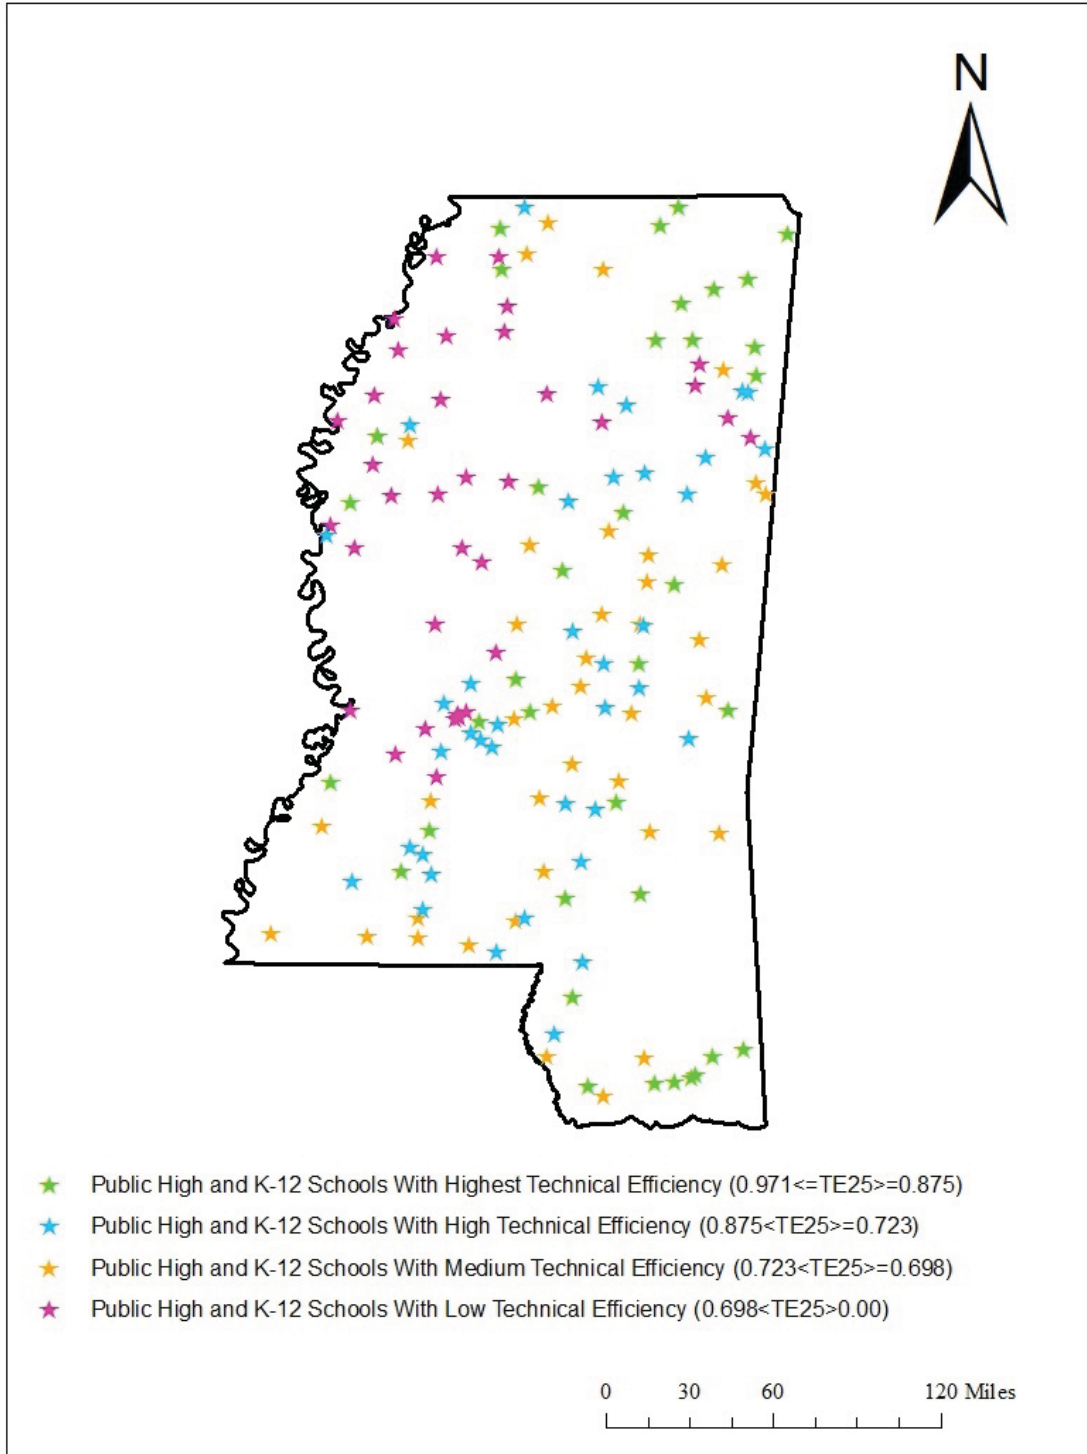 N
Public High and K-12 Schools With Highest Technical Efficiency (0.971<=TE25>=0.875)
Public High and K-12 Schools With High Technical Efficiency (0.875<TE25>=0.723)
Public High and K-12 Schools With Medium Technical Efficiency (0.723<TE25>=0.698)
Public High and K-12 Schools With Low Technical Efficiency (0.698<TE25>0.00)
0 30 60 120 Miles